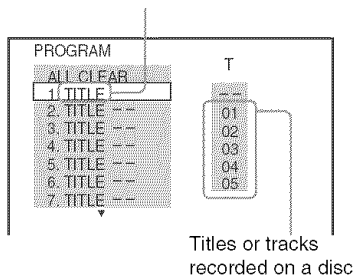 PROGRAM
T
ALL CLEAR
1. TITLE
– –
2. TITLE – –
01
3. TITLE – –
02
4. TITLE – –
03
5. TITLE – –
04
6. TITLE – –
05
7. TITLE – –
Titles or tracks
recorded on a disc